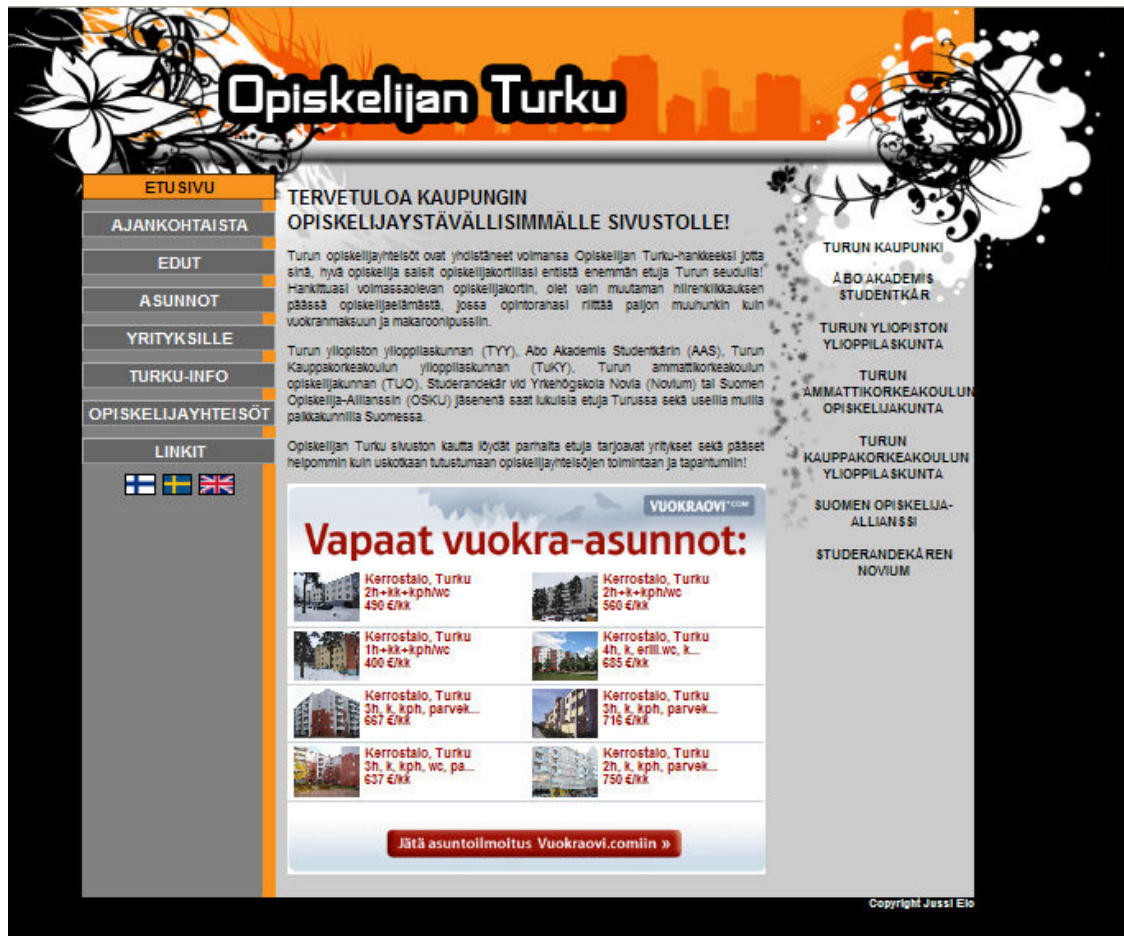 Opiskelijan Turku
ETUSIVU
AJANKOHTAISTA
EDUT
ASUNNOT
YRITYKSILLE
TURKU-INFO
OPISKELIJAYHTEISÖT
LINKIT
TERVETULOA KAUPUNGIN
OPISKELIJAYSTÄVÄLLISIMMÄLLE SIVUSTOLLE!
Turun opiskelijayhteisöt ovat yhdistäneet voimansa Opiskelijan Turku-hankkeeksi jotta
sinä, hyvä opiskelija saisit opiskelijakortillasi entistä enemmän etuja Turun seudulla!
Hankittuasi voimassaolevan opiskelijakortin, olet vain muutaman hiirenklikkauksen
päässä opiskelijaelämästä, jossa opintorahasi riittää paljon muuhunkin kuin
vuokranmaksuun ja makaroonipussiin.
Turun yliopiston ylioppilaskunnan (TYY), Åbo Akademis Studentkårin (ÅAS), Turun
Kauppakorkeakoulun ylioppilaskunnan (TuKY), Turun ammattikorkeakoulun
opiskelijakunnan (TUO), Studerandekår vid Yrkehögskola Novia (Novium) tai Suomen
Opiskelija-Allianssin (OSKU) jäsenenä saat lukuisia etuja Turussa sekä useilla muilla
paikkakunnilla Suomessa.
Opiskelijan Turku sivuston kautta löydät parhaita etuja tarjoavat yritykset sekä pääset
helpommin kuin uskotkaan tutustumaan opiskelijayhteisöjen toimintaan ja tapahtumiin!
VUOKRAOVI.COM
Vapaat vuokra-asunnot:
Kerrostalo, Turku
2h+kk+kph/wc
490 €/kk
Kerrostalo, Turku
2h+k+kph/wc
560 €/kk
Kerrostalo, Turku
1h+kk+kph/wc
400 €/kk
Kerrostalo, Turku
4h, k, erill.wc, k...
685 €/kk
Kerrostalo, Turku
3h, k, kph, parvek...
667 €/kk
Kerrostalo, Turku
3h, k, kph, parvek...
716 €/kk
Kerrostalo, Turku
3h, k, kph, wc, pa...
637 €/kk
Kerrostalo, Turku
2h, k, kph, parvek...
750 €/kk
Jätä asuntoilmoitus Vuokraovi.comiin »
TURUN KAUPUNKI
ÅBO AKADEMIS
STUDENTKÅR
TURUN YLIOPISTON
YLIOPPILASKUNTA
TURUN
AMMATTIKORKEAKOULUN
OPISKELIJAKUNTA
TURUN
KAUPPAKORKEAKOULUN
YLIOPPILASKUNTA
SUOMEN OPISKELIJA-
ALLIANSSI
STUDERANDEKÅREN
NOVIUM
Copyright Jussi Elo